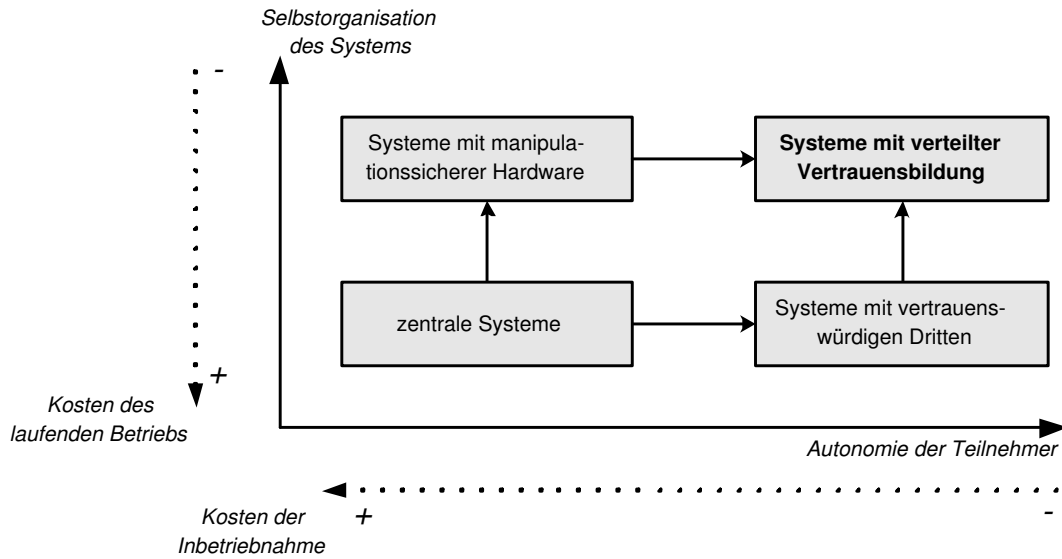 Selbstorganisation
des Systems
-
Systeme mit manipula-
tionssicherer Hardware
Systeme mit verteilter
Vertrauensbildung
zentrale Systeme
Systeme mit vertrauens-
würdigen Dritten
+
Kosten des
laufenden Betriebs
Autonomie der Teilnehmer
+
-
Kosten der
Inbetriebnahme